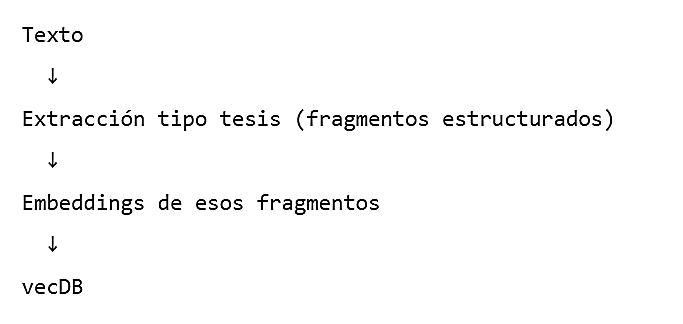 Texto
↓
Extracción tipo tesis (fragmentos estructurados)
↓
Embeddings de esos fragmentos
↓
vecDB